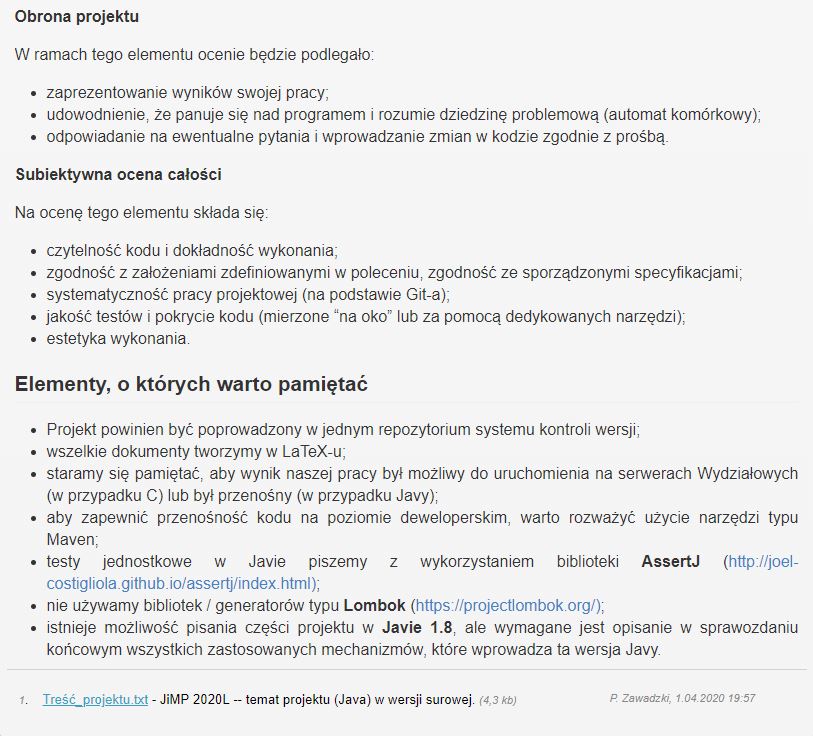 Obrona projektu
W ramach tego elementu ocenie będzie podlegało:
• zaprezentowanie wyników swojej pracy;
• udowodnienie, że panuje się nad programem i rozumie dziedzinę problemową (automat komórkowy);
• odpowiadanie na ewentualne pytania i wprowadzanie zmian w kodzie zgodnie z prośbą.
Subiektywna ocena całości
Na ocenę tego elementu składa się:
• czytelność kodu i dokładność wykonania;
• zgodność z założeniami zdefiniowanymi w poleceniu, zgodność ze sporządzonymi specyfikacjami;
• systematyczność pracy projektowej (na podstawie Git-a);
• jakość testów i pokrycie kodu (mierzone “na oko” lub za pomocą dedykowanych narzędzi);
• estetyka wykonania.
Elementy, o których warto pamiętać
• Projekt powinien być poprowadzony w jednym repozytorium systemu kontroli wersji;
• wszelkie dokumenty tworzymy w LaTeX-u;
• staramy się pamiętać, aby wynik naszej pracy był możliwy do uruchomienia na serwerach Wydziałowych
(w przypadku C) lub był przenośny (w przypadku Javy);
• aby zapewnić przenośność kodu na poziomie deweloperskim, warto rozważyć użycie narzędzi typu
Maven;
• testy jednostkowe w Javie piszemy z wykorzystaniem biblioteki AssertJ (http://joel-
costigliola.github.io/assertj/index.html);
• nie używamy bibliotek / generatorów typu Lombok (https://projectlombok.org/);
• istnieje możliwość pisania części projektu w Javie 1.8, ale wymagane jest opisanie w sprawozdaniu
końcowym wszystkich zastosowanych mechanizmów, które wprowadza ta wersja Javy.
1. Treść_projektu.txt - JiMP 2020L -- temat projektu (Java) w wersji surowej. (4,3 kb) P. Zawadzki, 1.04.2020 19:57